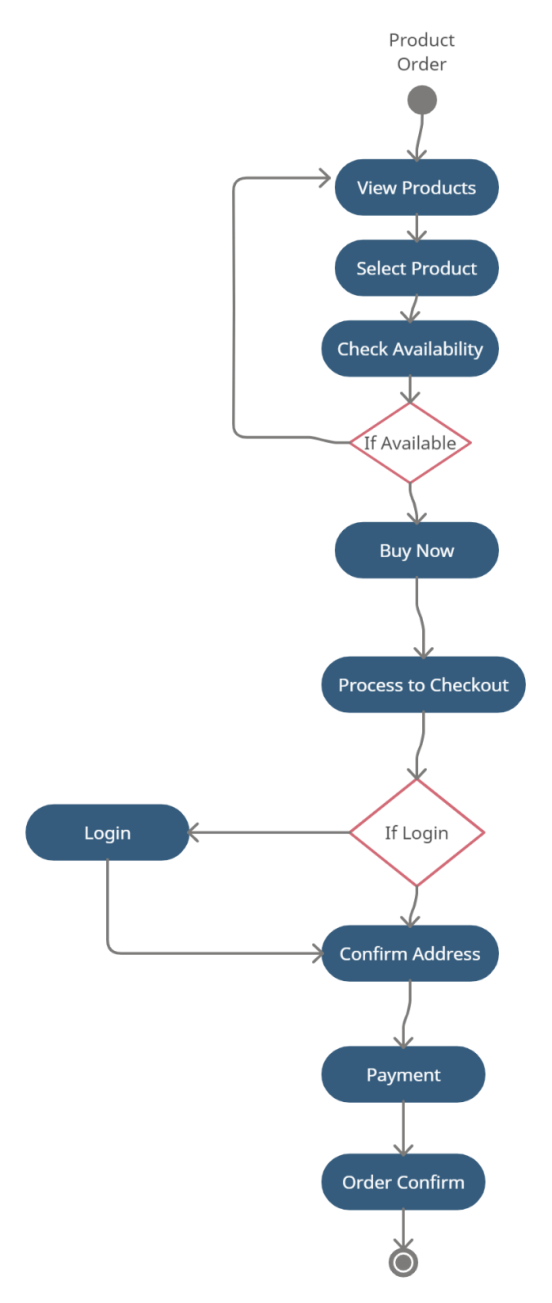 Product
Order
View Products
Select Product
Check Availability
If Available
Buy Now
Process to Checkout
If Login
Login
Confirm Address
Payment
Order Confirm